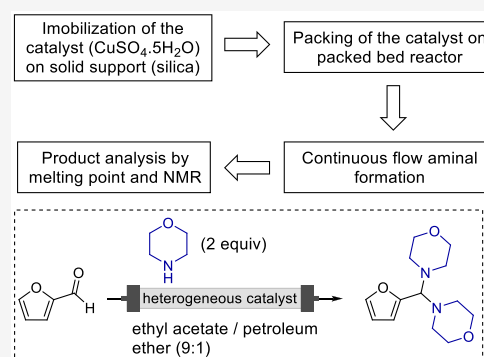 Imobilization of the
catalyst (CuSO₄.5H₂O)
on solid support (silica)
Packing of the catalyst on
packed bed reactor
Product analysis by
melting point and NMR
Continuous flow aminal
formation
O
N
H
(2 equiv)
O
O
H
heterogeneous catalyst
ethyl acetate / petroleum
ether (9:1)
O
N
O
N
O